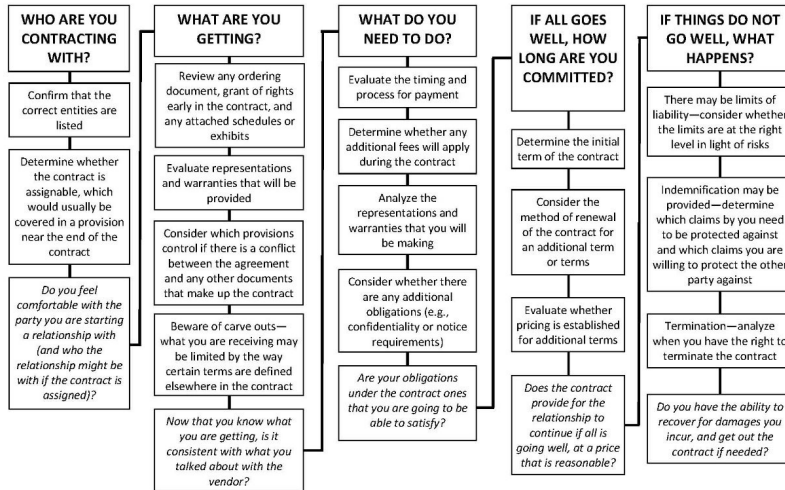 WHO ARE YOU
CONTRACTING
WITH?
Confirm that the
correct entities are
listed
Determine whether
the contract is
assignable, which
would usually be
covered in a provision
near the end of the
contract
Do you feel
comfortable with the
party you are starting
a relationship with
(and who the
relationship might be
with if the contract is
assigned)?
WHAT ARE YOU
GETTING?
Review any ordering
document, grant of rights
early in the contract, and
any attached schedules or
exhibits
Evaluate representations
and warranties that will be
provided
Consider which provisions
control if there is a conflict
between the agreement
and any other documents
that make up the contract
Beware of carve outs—
what you are receiving may
be limited by the way
certain terms are defined
elsewhere in the contract
Now that you know what
you are getting, is it
consistent with what you
talked about with the
vendor?
WHAT DO YOU
NEED TO DO?
Evaluate the timing and
process for payment
Determine whether any
additional fees will apply
during the contract
Analyze the
representations and
warranties that you will
be making
Consider whether there
are any additional
obligations (e.g.,
confidentiality or notice
requirements)
Are your obligations
under the contract ones
that you are going to be
able to satisfy?
IF ALL GOES
WELL, HOW
LONG ARE YOU
COMMITTED?
Determine the initial
term of the contract
Consider the
method of renewal
of the contract for
an additional term
or terms
Evaluate whether
pricing is established
for additional terms
Does the contract
provide for the
relationship to
continue if all is
going well, at a price
that is reasonable?
IF THINGS DO NOT
GO WELL, WHAT
HAPPENS?
There may be limits of
liability—consider whether
the limits are at the right
level in light of risks
Indemnification may be
provided—determine
which claims by you need
to be protected against
and which claims you are
willing to protect the other
party against
Termination—analyze
when you have the right to
terminate the contract
Do you have the ability to
recover for damages you
incur, and get out the
contract if needed?